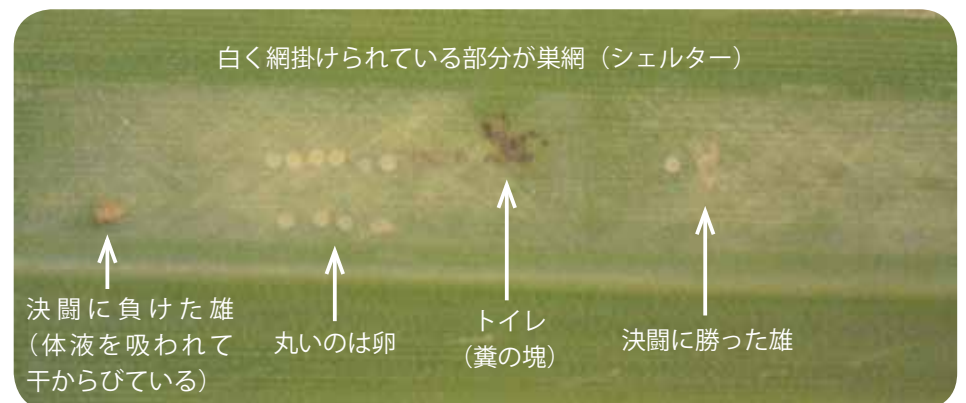 白く網掛けられている部分が巣網（シェルター）
決闘に負けた雄
（体液を吸われて
干からびている）
丸いのは卵
トイレ
（糞の塊）
決闘に勝った雄